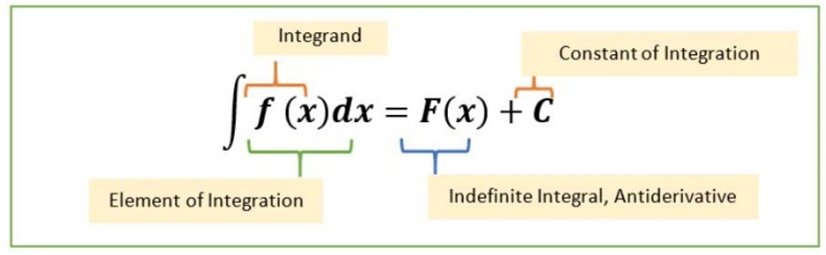 Integrand
Constant of Integration
∫ f (x)dx = F(x) + C
Element of Integration
Indefinite Integral, Antiderivative